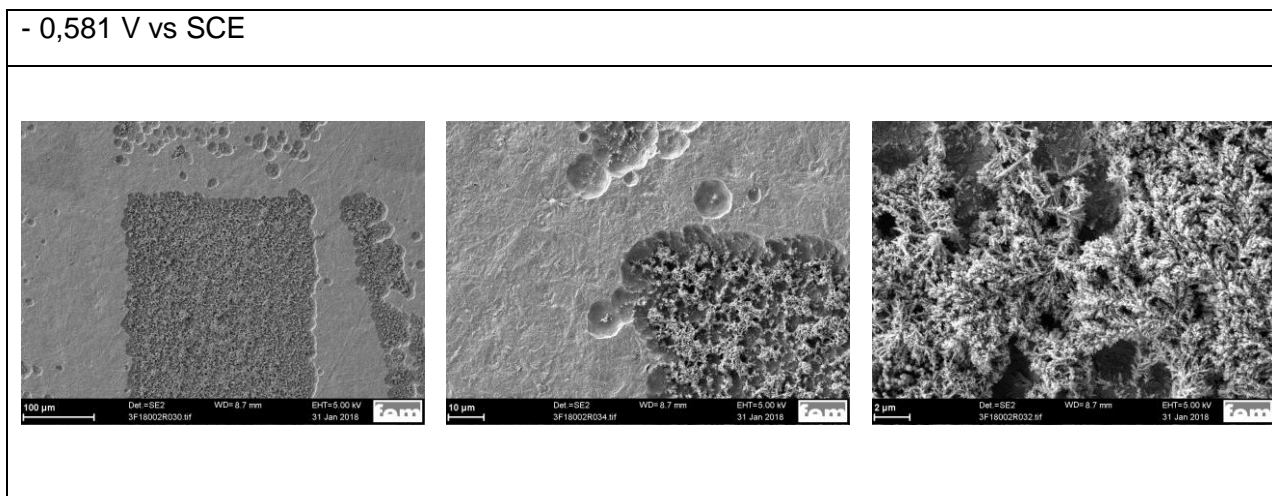 - 0,581 V vs SCE
100 µm
Det.=SE2
WD= 8.7 mm
EHT=5.00 kV
3F18002R030.tif
31 Jan 2018
fem
10 µm
Det.=SE2
WD= 8.7 mm
EHT=5.00 kV
3F18002R034.tif
31 Jan 2018
fem
2 µm
Det.=SE2
WD= 8.7 mm
EHT=5.00 kV
3F18002R032.tif
31 Jan 2018
fem